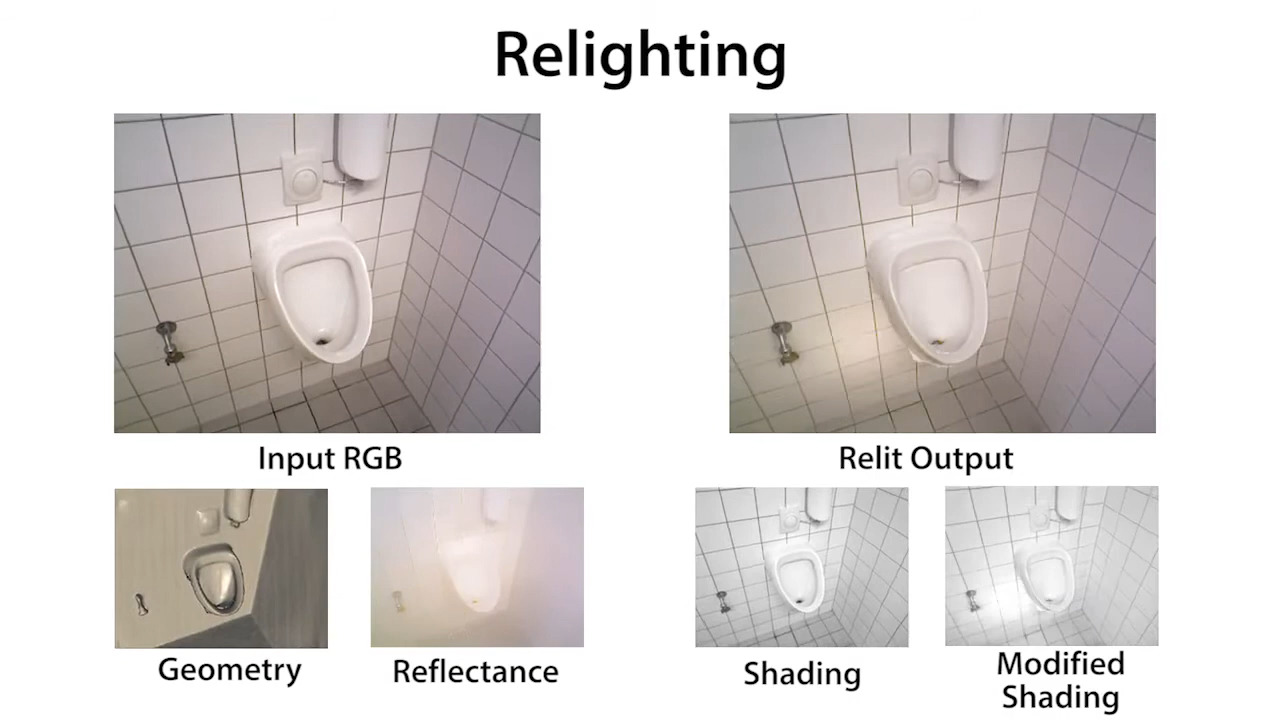 Relighting
Input RGB
Relit Output
Geometry
Reflectance
Shading
Modified
Shading